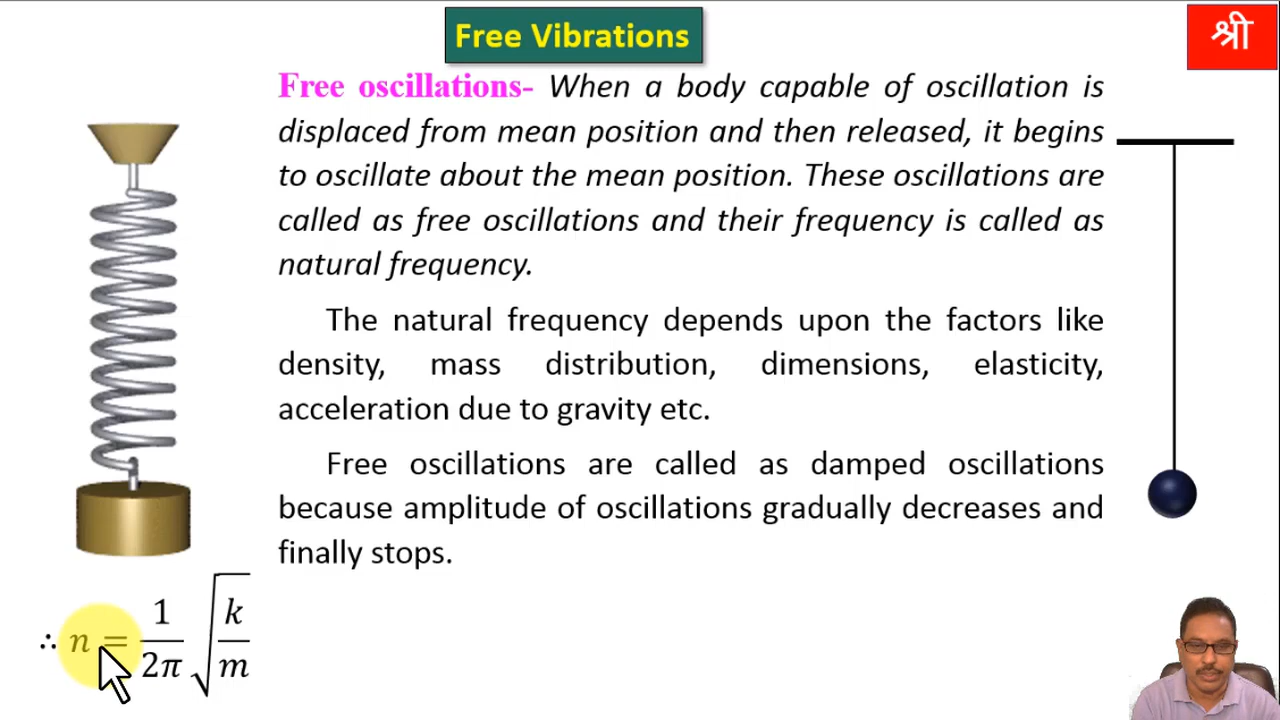 Free Vibrations
श्री
Free oscillations- When a body capable of oscillation is
displaced from mean position and then released, it begins
to oscillate about the mean position. These oscillations are
called as free oscillations and their frequency is called as
natural frequency.
The natural frequency depends upon the factors like
density, mass distribution, dimensions, elasticity,
acceleration due to gravity etc.
Free oscillations are called as damped oscillations
because amplitude of oscillations gradually decreases and
finally stops.
∴ n = 1/2π √k/m